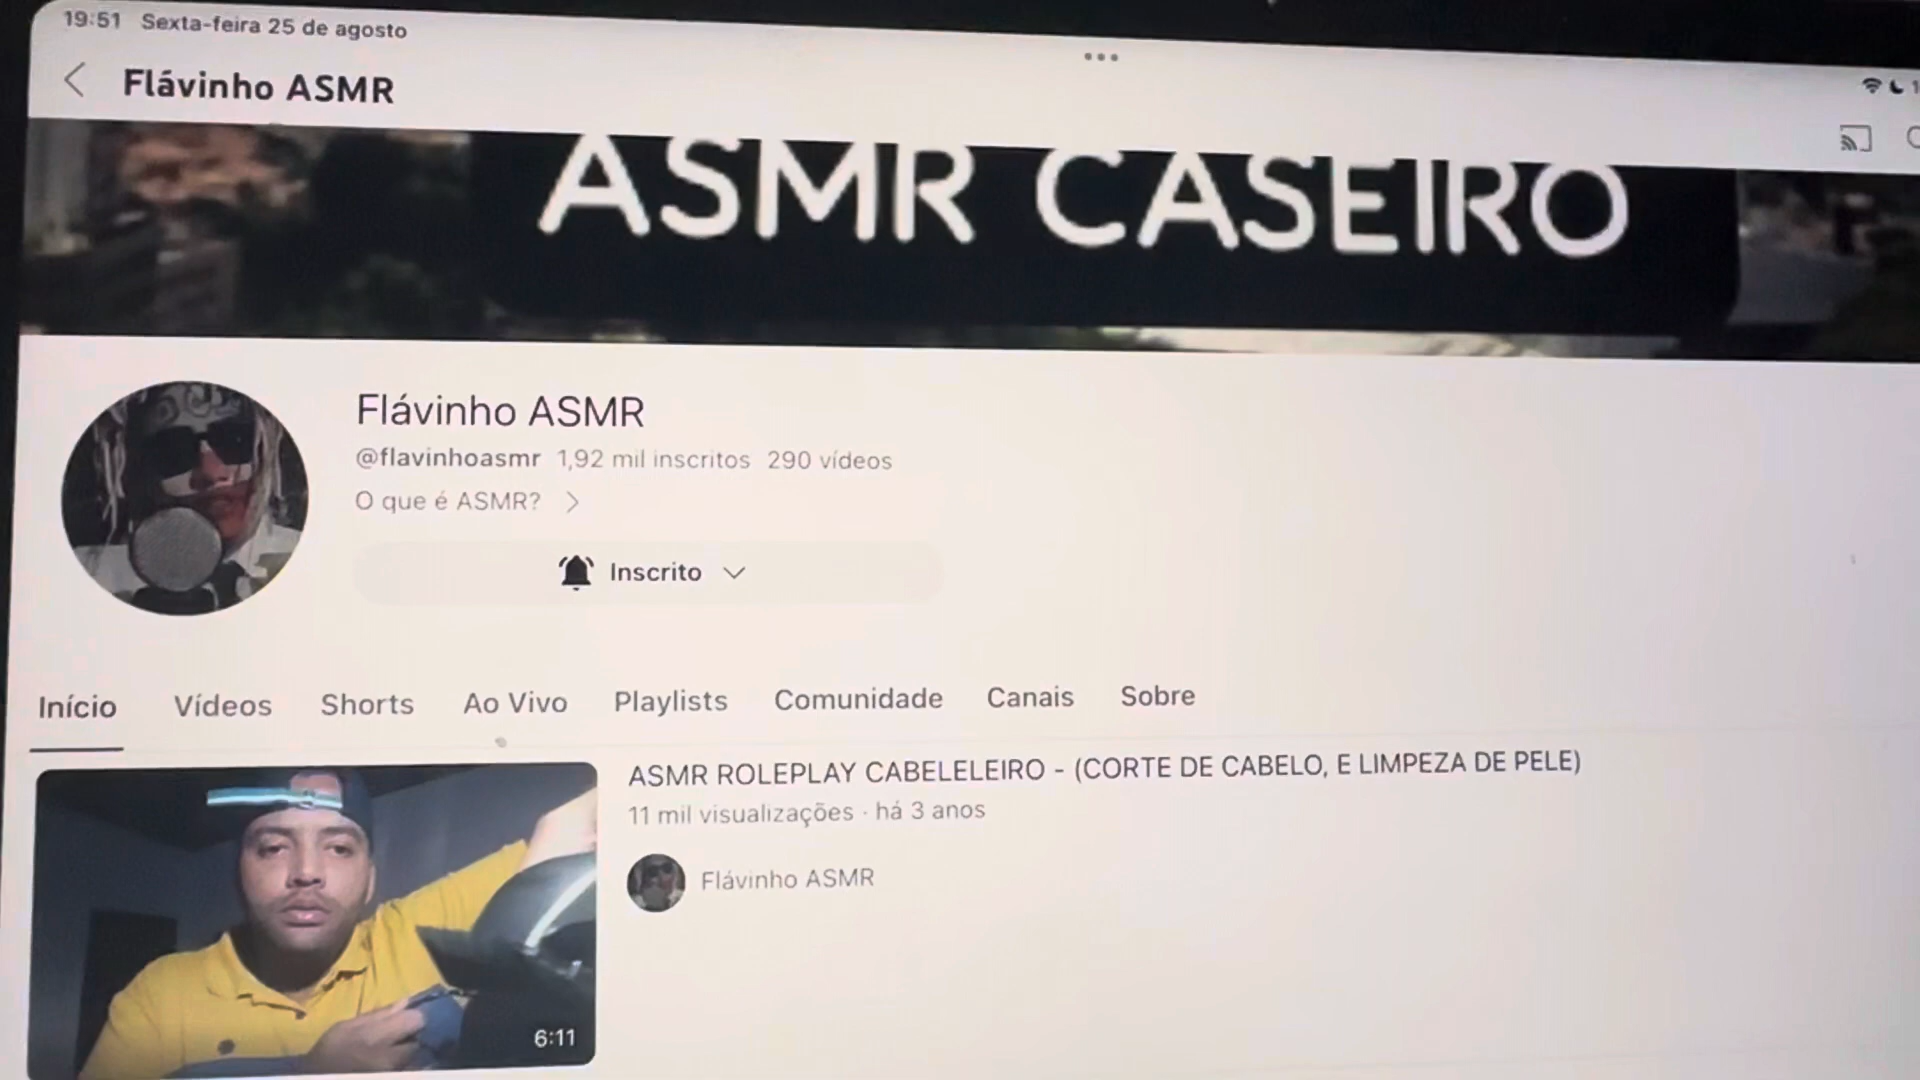 19:51 Sexta-feira 25 de agosto
Flávinho ASMR
ASMR CASEIRO
Flávinho ASMR
@flavinhoasmr 1,92 mil inscritos 290 vídeos
O que é ASMR?
Inscrito
Início Vídeos Shorts Ao Vivo Playlists Comunidade Canais Sobre
ASMR ROLEPLAY CABELELEIRO - (CORTE DE CABELO, E LIMPEZA DE PELE)
11 mil visualizações · há 3 anos
Flávinho ASMR
6:11